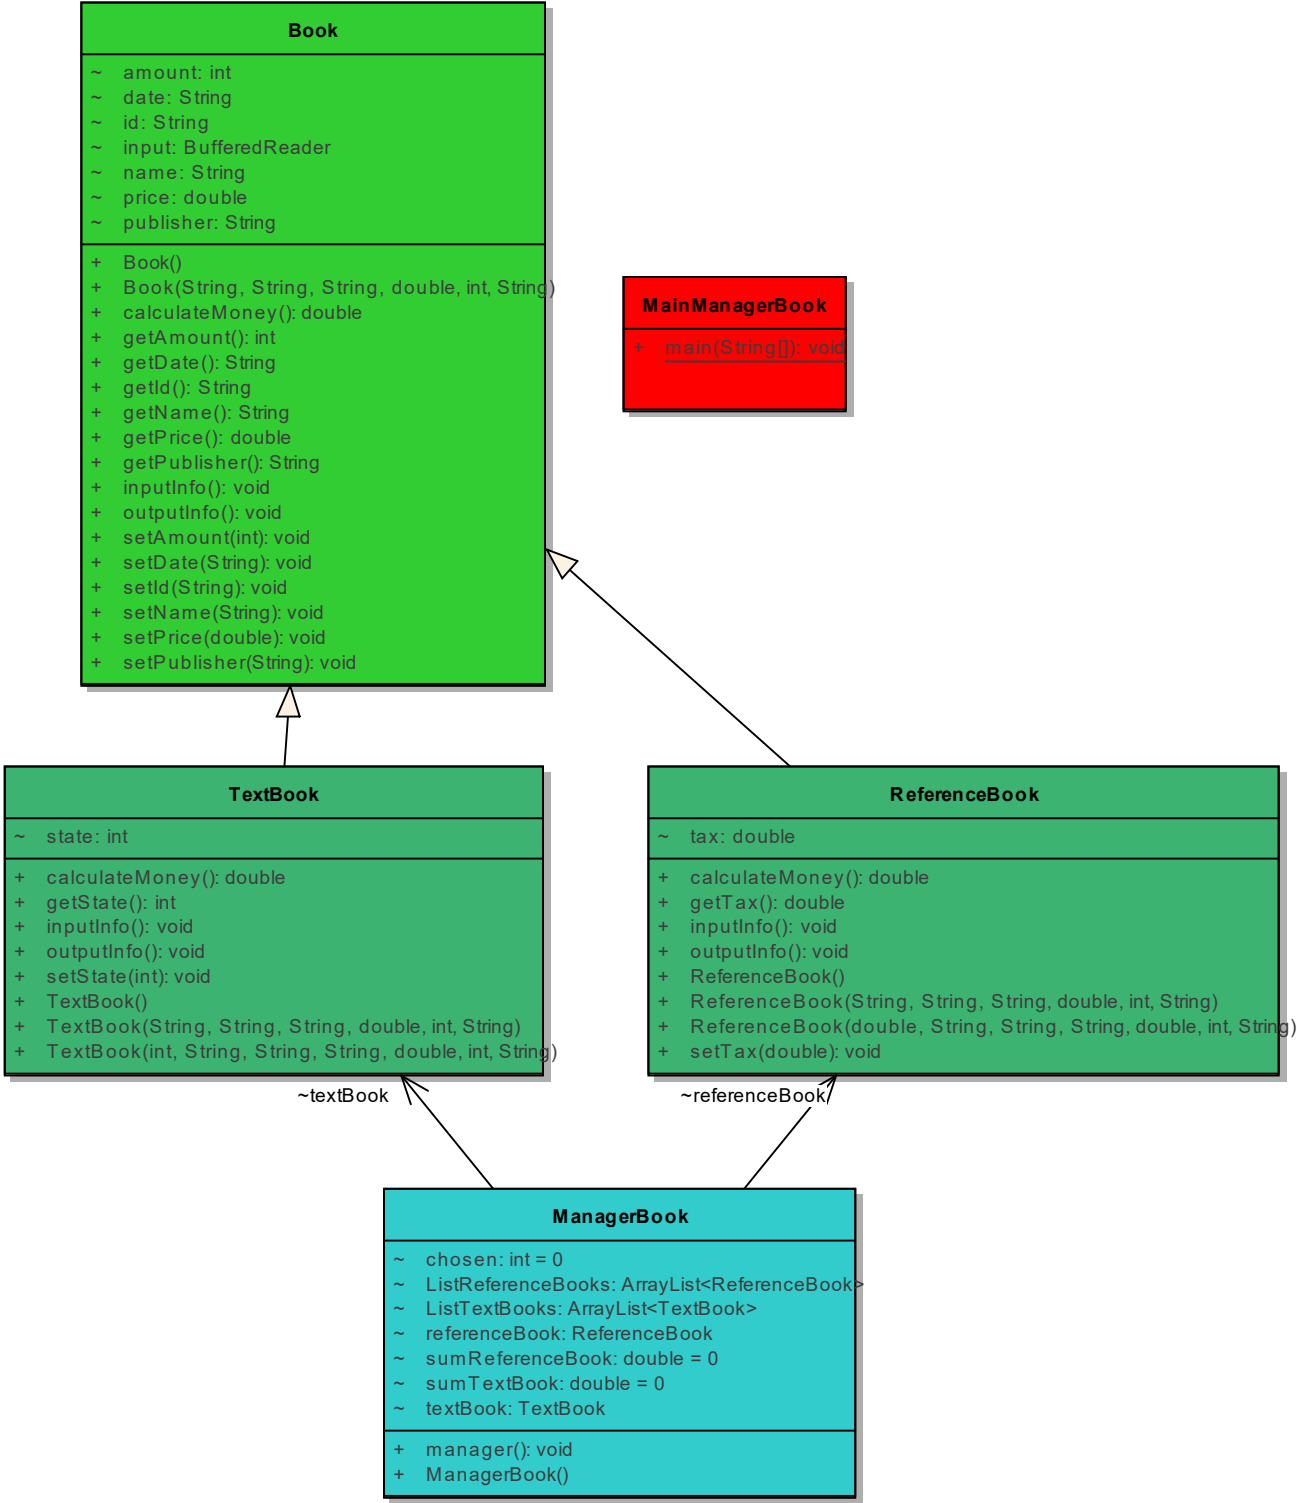 Book
~ amount: int
~ date: String
~ id: String
~ input: BufferedReader
~ name: String
~ price: double
~ publisher: String
+ Book()
+ Book(String, String, String, double, int, String)
+ calculateMoney(): double
+ getAmount(): int
+ getDate(): String
+ getId(): String
+ getName(): String
+ getPrice(): double
+ getPublisher(): String
+ inputInfo(): void
+ outputInfo(): void
+ setAmount(int): void
+ setDate(String): void
+ setId(String): void
+ setName(String): void
+ setPrice(double): void
+ setPublisher(String): void
MainManagerBook
+ main(String[]): void
TextBook
~ state: int
+ calculateMoney(): double
+ getState(): int
+ inputInfo(): void
+ outputInfo(): void
+ setState(int): void
+ TextBook()
+ TextBook(String, String, String, double, int, String)
+ TextBook(int, String, String, String, double, int, String)
ReferenceBook
~ tax: double
+ calculateMoney(): double
+ getTax(): double
+ inputInfo(): void
+ outputInfo(): void
+ ReferenceBook()
+ ReferenceBook(String, String, String, double, int, String)
+ ReferenceBook(double, String, String, String, double, int, String)
+ setTax(double): void
~textBook
~referenceBook
ManagerBook
~ chosen: int = 0
~ ListReferenceBooks: ArrayList<ReferenceBook>
~ ListTextBooks: ArrayList<TextBook>
~ referenceBook: ReferenceBook
~ sumReferenceBook: double = 0
~ sumTextBook: double = 0
~ textBook: TextBook
+ manager(): void
+ ManagerBook()